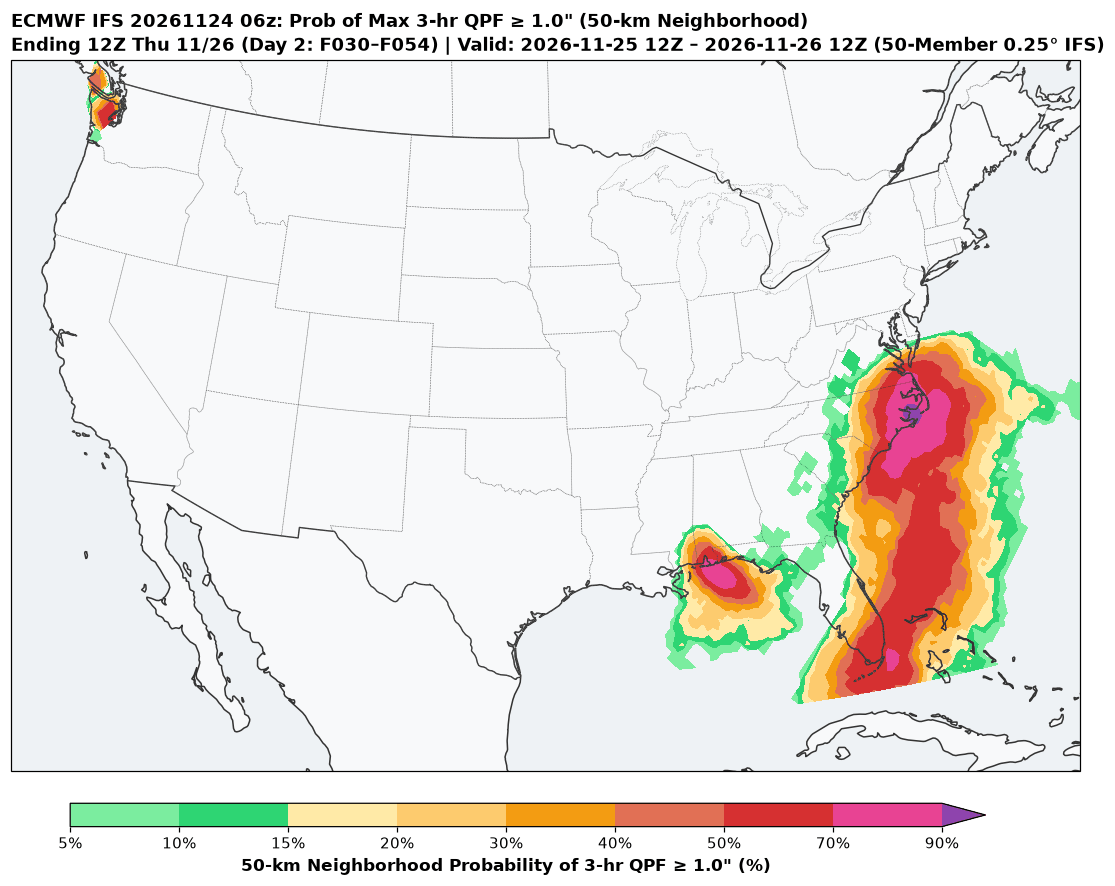 ECMWF IFS 20261124 06z: Prob of Max 3-hr QPF ≥ 1.0" (50-km Neighborhood)
Ending 12Z Thu 11/26 (Day 2: F030–F054) | Valid: 2026-11-25 12Z – 2026-11-26 12Z (50-Member 0.25° IFS)
5% 10% 15% 20% 30% 40% 50% 70% 90%
50-km Neighborhood Probability of 3-hr QPF ≥ 1.0" (%)